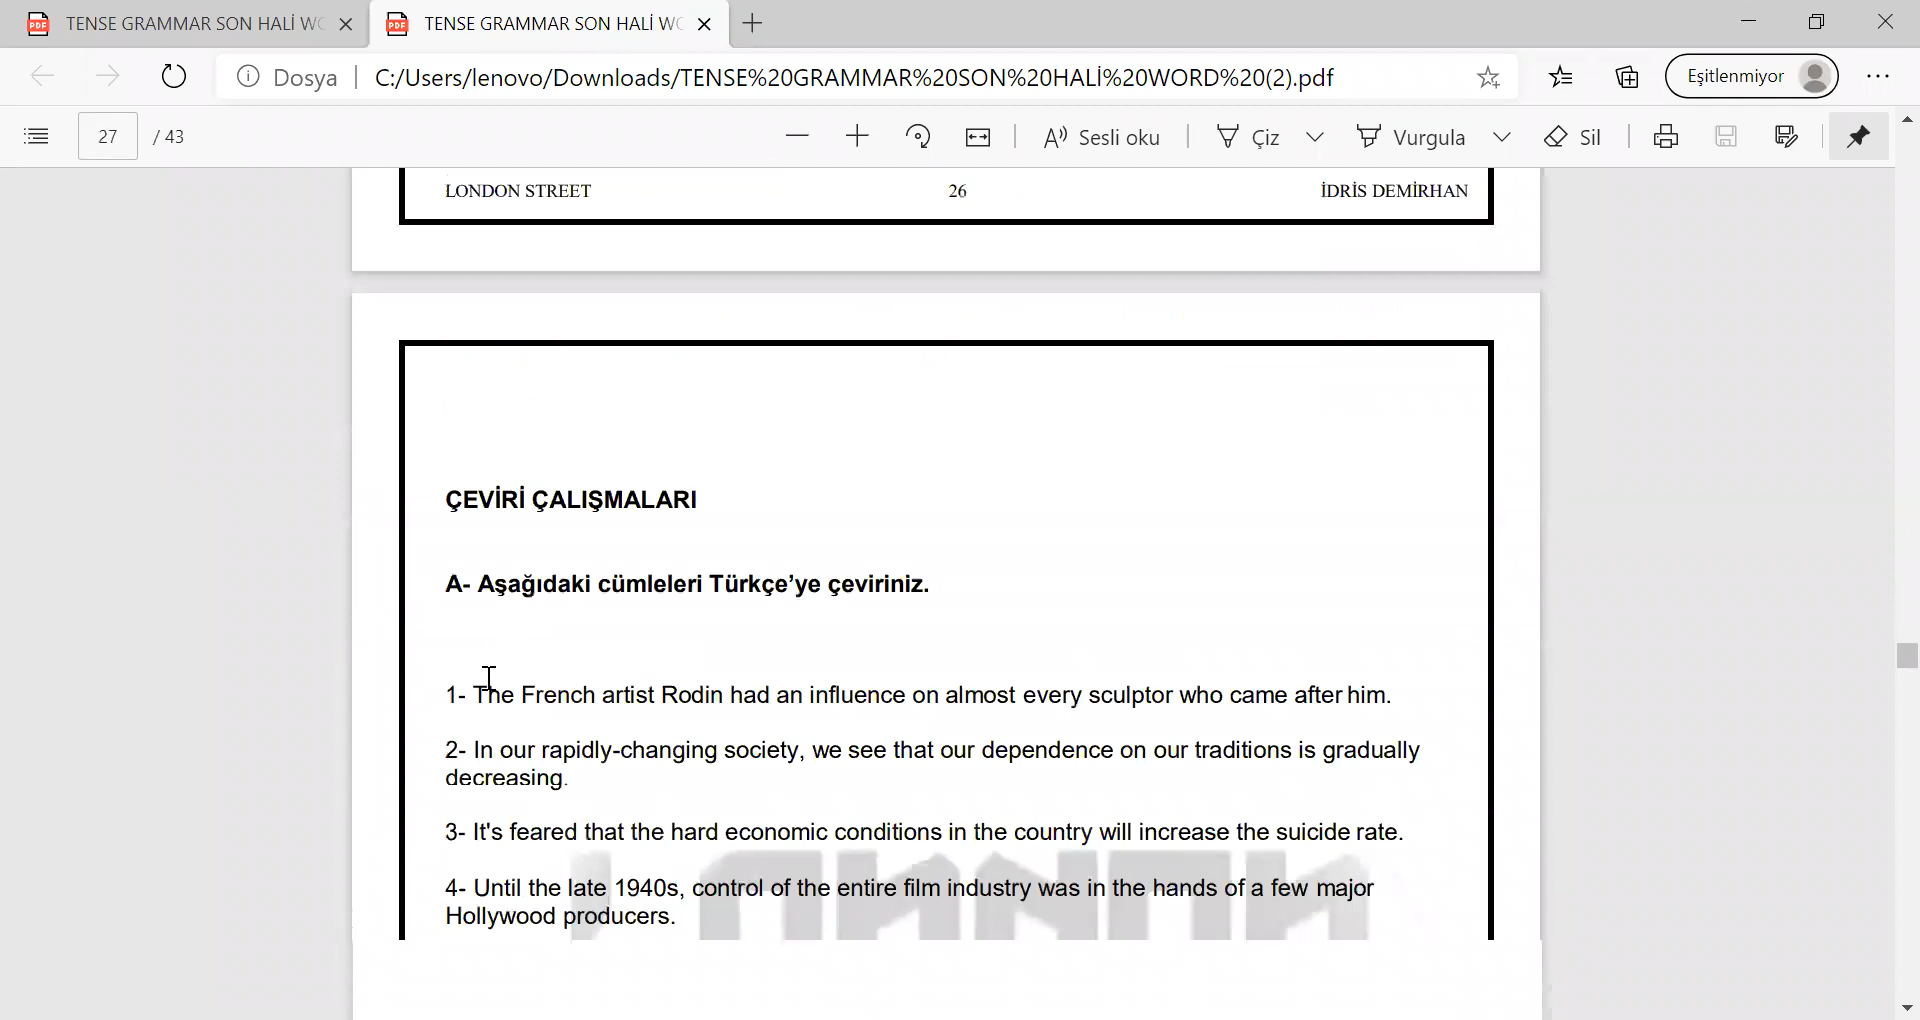 TENSE GRAMMAR SON HALİ WO
TENSE GRAMMAR SON HALİ WO
Dosya
C:/Users/lenovo/Downloads/TENSE%20GRAMMAR%20SON%20HALİ%20WORD%20(2).pdf
Eşitlenmiyor
27 / 43
Sesli oku
Çiz
Vurgula
Sil
LONDON STREET 26 İDRİS DEMİRHAN
ÇEVİRİ ÇALIŞMALARI
A- Aşağıdaki cümleleri Türkçe’ye çeviriniz.
1- The French artist Rodin had an influence on almost every sculptor who came after him.
2- In our rapidly-changing society, we see that our dependence on our traditions is gradually
decreasing.
3- It's feared that the hard economic conditions in the country will increase the suicide rate.
4- Until the late 1940s, control of the entire film industry was in the hands of a few major
Hollywood producers.